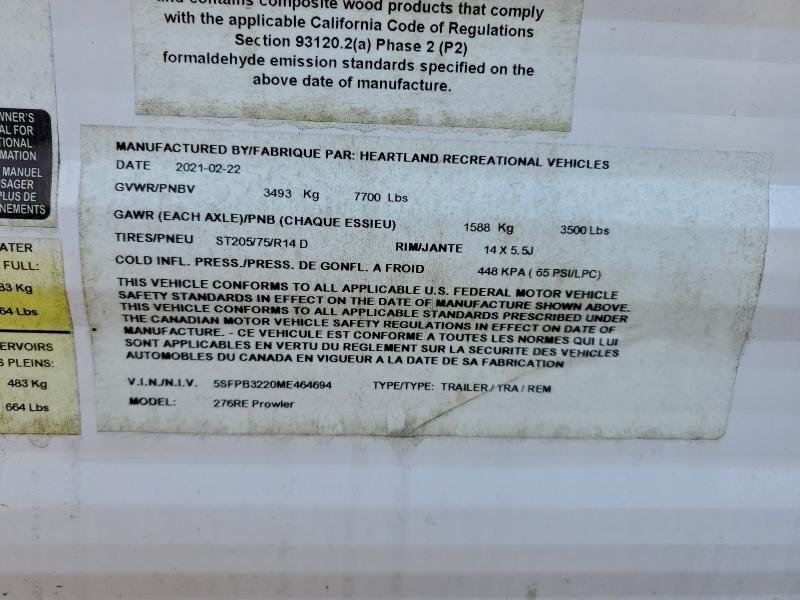 and contains composite wood products that comply
with the applicable California Code of Regulations
Section 93120.2(a) Phase 2 (P2)
formaldehyde emission standards specified on the
above date of manufacture.
MANUEL
PLUS DE
ATER
FULL:
Kg
Lbs
PLEINS:
483 Kg
664 Lbs
MANUFACTURED BY/FABRIQUE PAR: HEARTLAND RECREATIONAL VEHICLES
DATE 2021-02-22
GVWR/PNBV 3493 Kg 7700 Lbs
GAWR (EACH AXLE)/PNB (CHAQUE ESSIEU) 1588 Kg 3500 Lbs
TIRES/PNEU ST205/75/R14 D RIM/JANTE 14 X 5.5J
COLD INFL. PRESS./PRESS. DE GONFL. A FROID 448 KPA ( 65 PSI/LPC)
THIS VEHICLE CONFORMS TO ALL APPLICABLE U.S. FEDERAL MOTOR VEHICLE
SAFETY STANDARDS IN EFFECT ON THE DATE OF MANUFACTURE SHOWN ABOVE.
THIS VEHICLE CONFORMS TO ALL APPLICABLE STANDARDS PRESCRIBED UNDER
THE CANADIAN MOTOR VEHICLE SAFETY REGULATIONS IN EFFECT ON DATE OF
MANUFACTURE. - CE VEHICULE EST CONFORME A TOUTES LES NORMES QUI LUI
SONT APPLICABLES EN VERTU DU REGLEMENT SUR LA SECURITE DES VEHICLES
AUTOMOBILES DU CANADA EN VIGUEUR A LA DATE DE SA FABRICATION
V.I.N./N.I.V. 5SFPB3220ME464694 TYPE/TYPE: TRAILER / TRA / REM
MODEL: 276RE Prowler